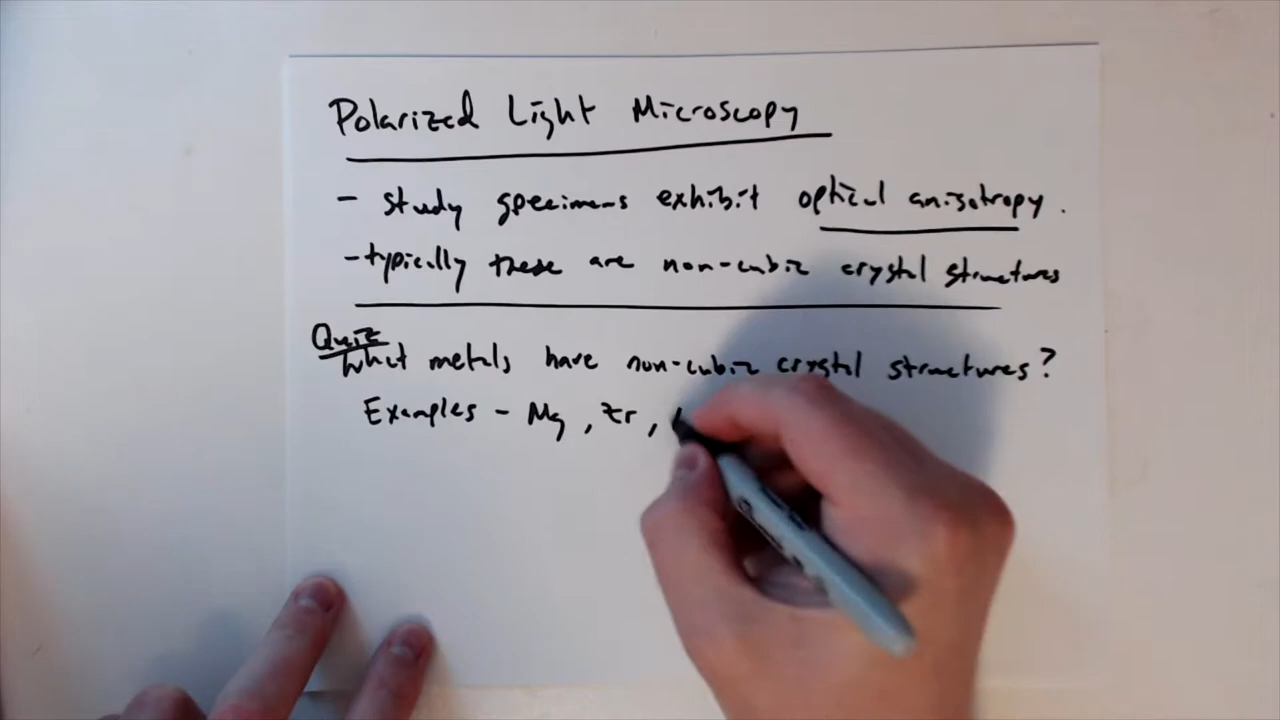 Polarized Light Microscopy
- study specimens exhibit optical anisotropy.
- typically these are non-cubic crystal structures
Quiz
What metals have non-cubic crystal structures?
Examples - Mg, Zr,